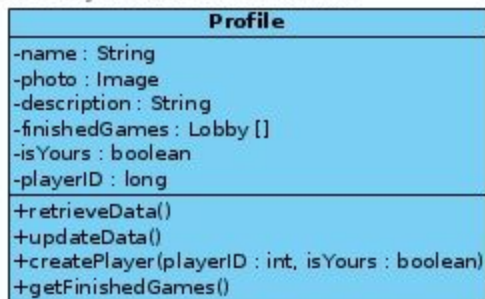 Profile
-name : String
-photo : Image
-description : String
-finishedGames : Lobby []
-isYours : boolean
-playerID : long
+retrieveData()
+updateData()
+createPlayer(playerID : int, isYours : boolean)
+getFinishedGames()